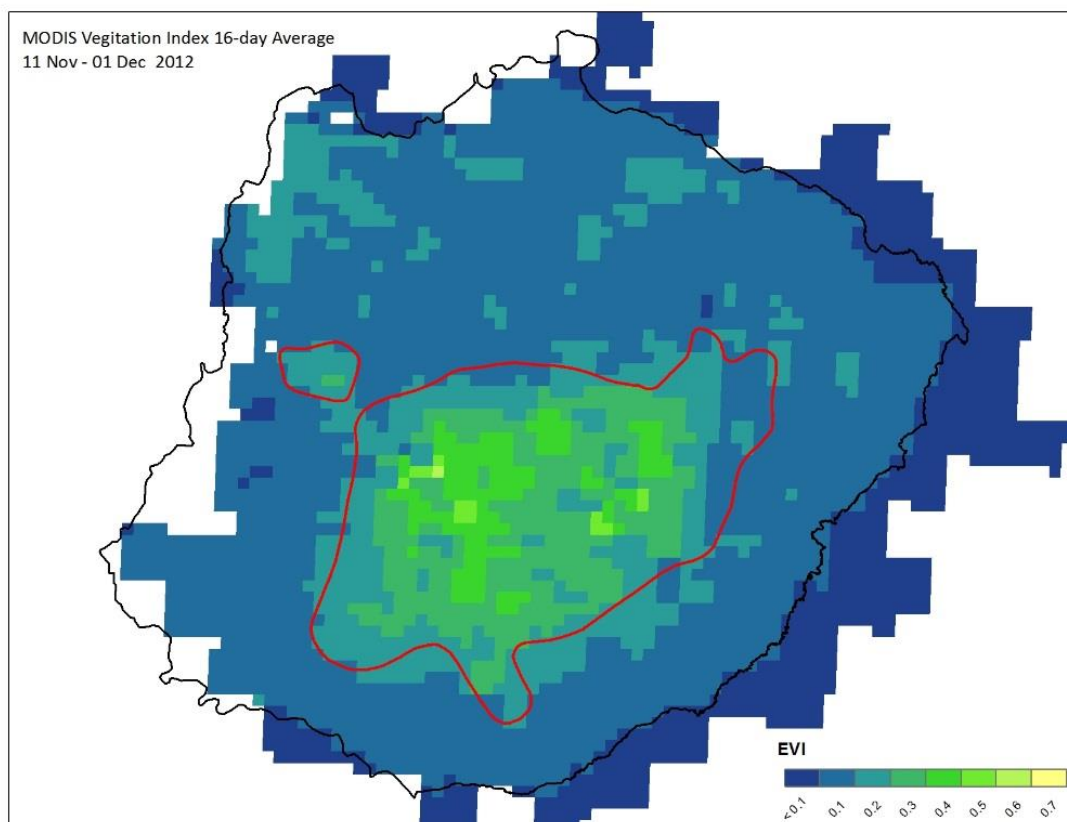 MODIS Vegitation Index 16-day Average
11 Nov - 01 Dec 2012
EVI
< 0.1 0.1 0.2 0.3 0.4 0.5 0.6 0.7